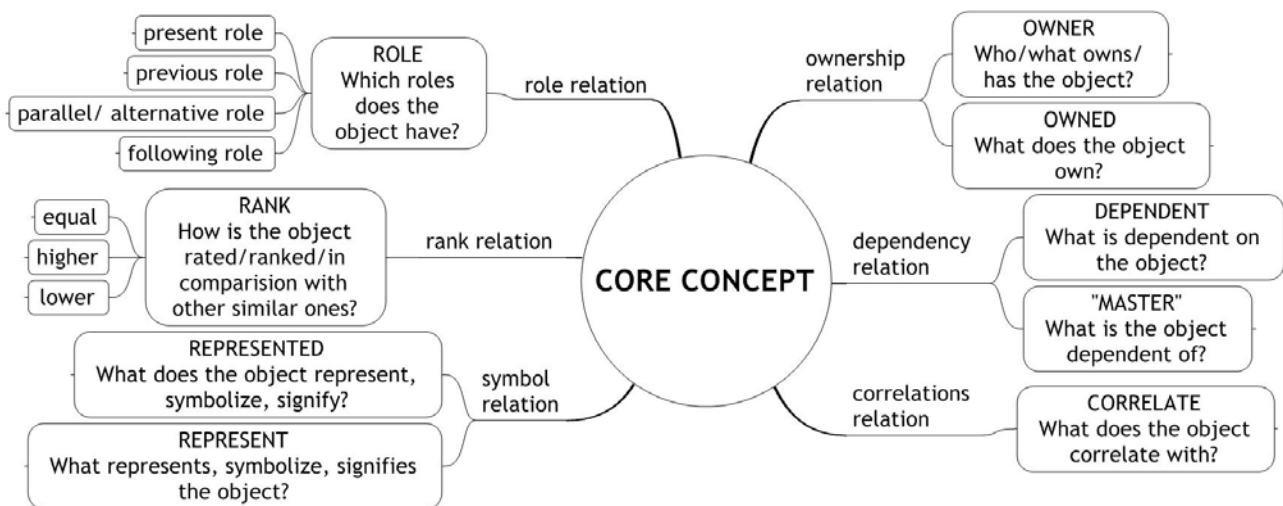 present role
previous role
parallel/ alternative role
following role
ROLE
Which roles
does the
object have?
role relation
equal
higher
lower
RANK
How is the object
rated/ranked/in
comparision with
other similar ones?
rank relation
REPRESENTED
What does the object represent,
symbolize, signify?
REPRESENT
What represents, symbolize, signifies
the object?
symbol
relation
CORE CONCEPT
ownership
relation
OWNER
Who/what owns/
has the object?
OWNED
What does the object
own?
dependency
relation
DEPENDENT
What is dependent on
the object?
"MASTER"
What is the object
dependent of?
correlations
relation
CORRELATE
What does the object
correlate with?